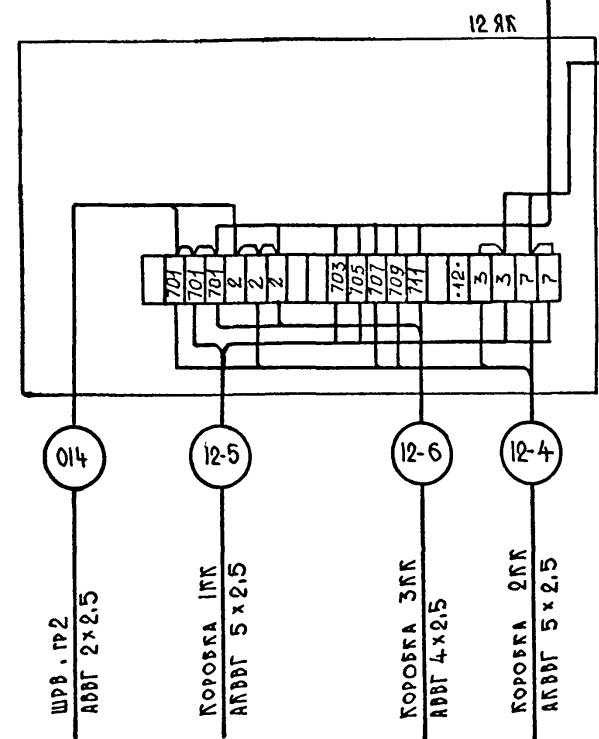 12 ЯК
701
701
701
2
2
2
703
705
707
709
711
·12·
3
3
7
7
014
12-5
12-6
12-4
ШРВ. ГР2
АВВГ 2×2.5
КОРОБКА 1КК
АКВВГ 5×2.5
КОРОБКА 3КК
АВВГ 4×2.5
КОРОБКА 2КК
АКВВГ 5×2.5